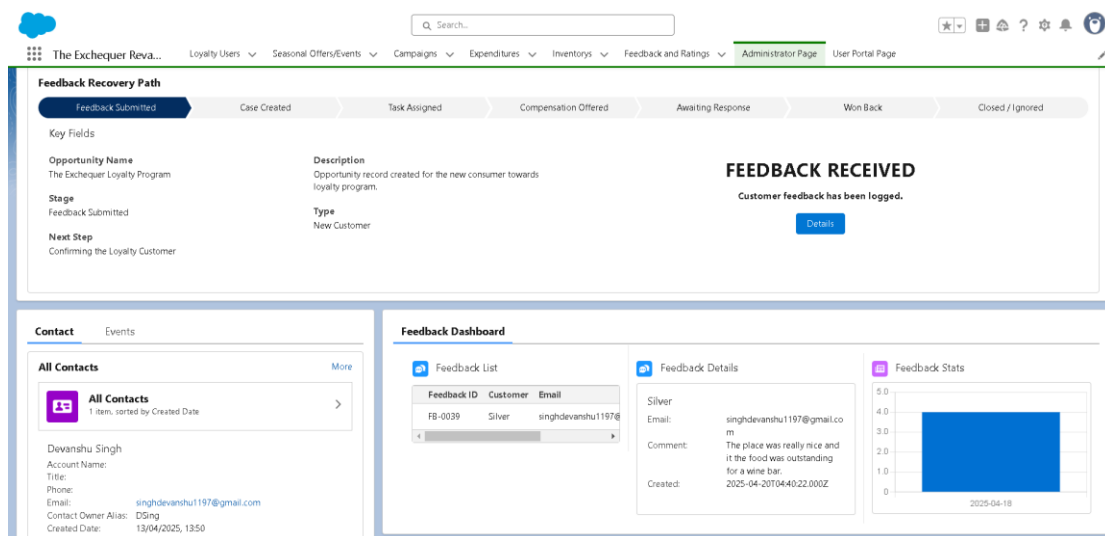 Search...
The Exchequer Reva...
Loyalty Users
Seasonal Offers/Events
Campaigns
Expenditures
Inventorys
Feedback and Ratings
Administrator Page
User Portal Page
Feedback Recovery Path
Feedback Submitted
Case Created
Task Assigned
Compensation Offered
Awaiting Response
Won Back
Closed / Ignored
Key Fields
Opportunity Name
The Exchequer Loyalty Program
Stage
Feedback Submitted
Next Step
Confirming the Loyalty Customer
Description
Opportunity record created for the new consumer towards
loyalty program.
Type
New Customer
FEEDBACK RECEIVED
Customer feedback has been logged.
Details
Contact
Events
All Contacts
More
All Contacts
1 item, sorted by Created Date
Devanshu Singh
Account Name:
Title:
Phone:
Email: singhdevanshu1197@gmail.com
Contact Owner Alias: DSing
Created Date: 13/04/2025, 13:50
Feedback Dashboard
Feedback List
Feedback ID Customer Email
FB-0039 Silver singhdevanshu1197@
Feedback Details
Silver
Email: singhdevanshu1197@gmail.co
m
Comment: The place was really nice and
it the food was outstanding
for a wine bar.
Created: 2025-04-20T04:40:22.000Z
Feedback Stats
5.0
4.0
3.0
2.0
1.0
0
2025-04-18